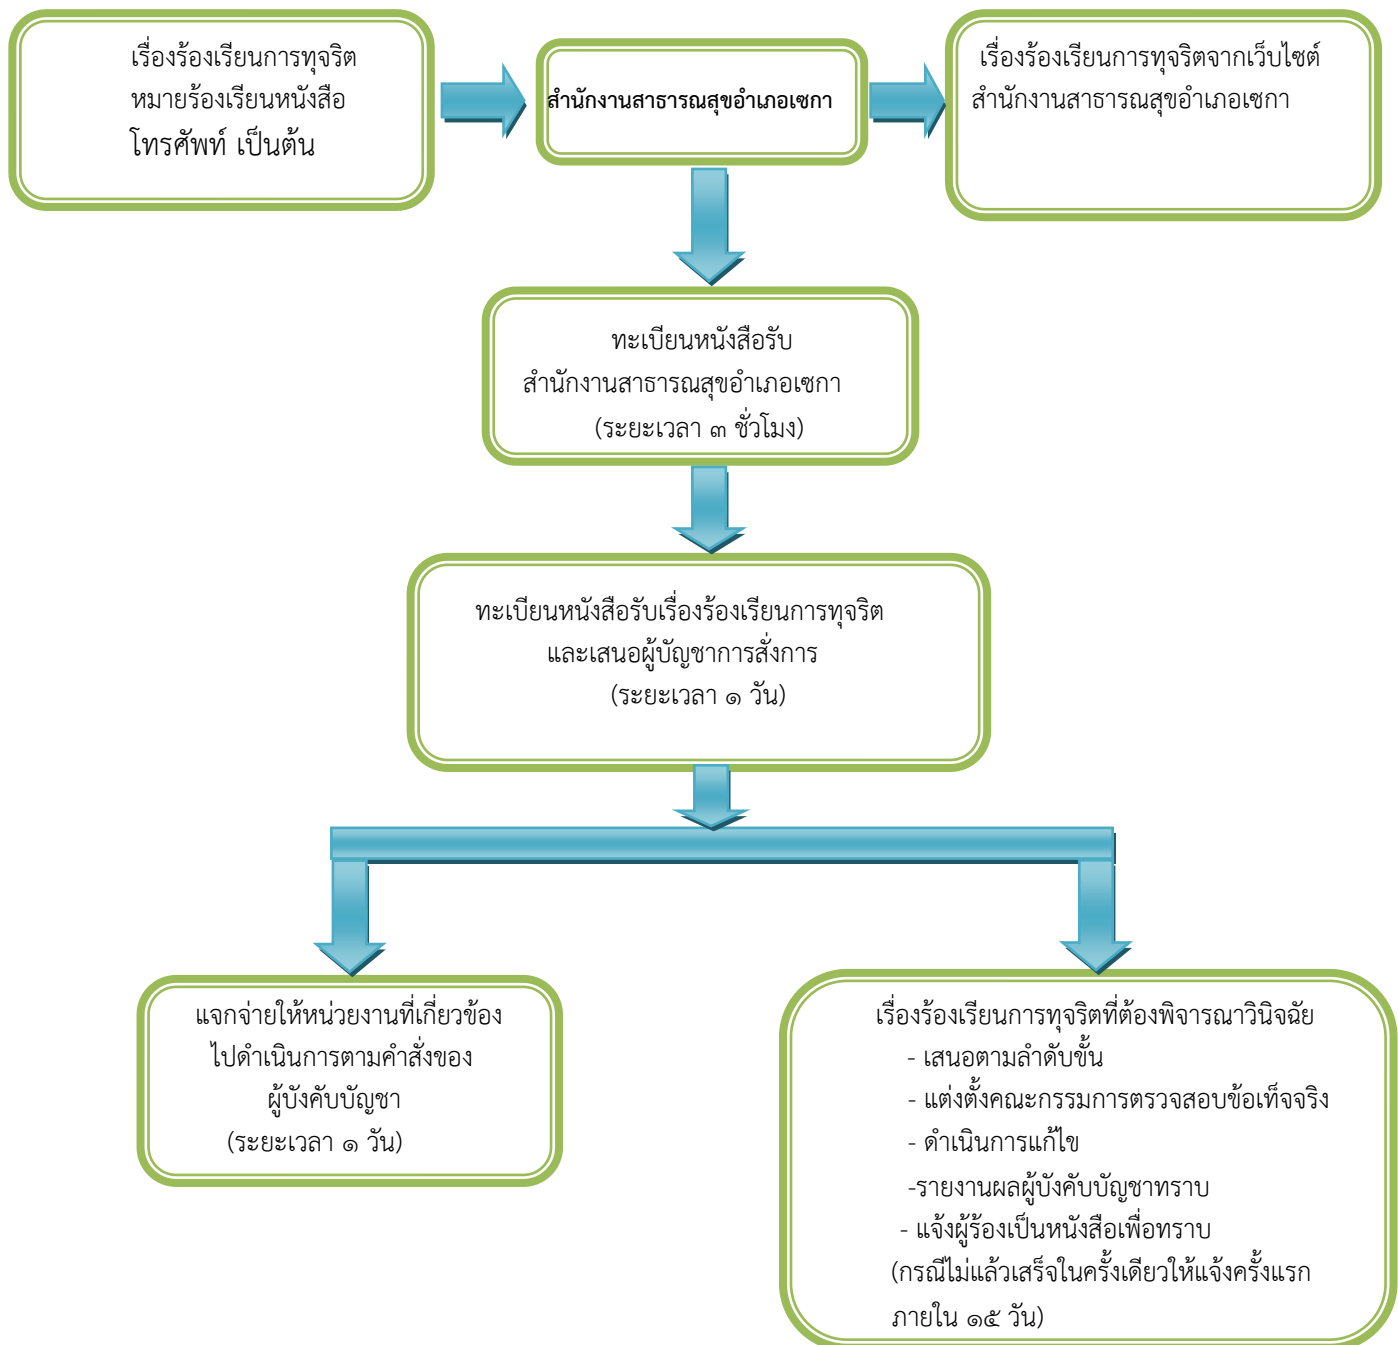 เรื่องร้องเรียนการทุจริต
หมายร้องเรียนหนังสือ
โทรศัพท์ เป็นต้น
สำนักงานสาธารณสุขอำเภอเซกา
เรื่องร้องเรียนการทุจริตจากเว็บไซต์
สำนักงานสาธารณสุขอำเภอเซกา
ทะเบียนหนังสือรับ
สำนักงานสาธารณสุขอำเภอเซกา
(ระยะเวลา ๓ ชั่วโมง)
ทะเบียนหนังสือรับเรื่องร้องเรียนการทุจริต
และเสนอผู้บัญชาการสั่งการ
(ระยะเวลา ๑ วัน)
แจกจ่ายให้หน่วยงานที่เกี่ยวข้อง
ไปดำเนินการตามคำสั่งของ
ผู้บังคับบัญชา
(ระยะเวลา ๑ วัน)
เรื่องร้องเรียนการทุจริตที่ต้องพิจารณาวินิจฉัย
- เสนอตามลำดับขั้น
- แต่งตั้งคณะกรรมการตรวจสอบข้อเท็จจริง
- ดำเนินการแก้ไข
-รายงานผลผู้บังคับบัญชาทราบ
- แจ้งผู้ร้องเป็นหนังสือเพื่อทราบ
(กรณีไม่แล้วเสร็จในครั้งเดียวให้แจ้งครั้งแรก
ภายใน ๑๕ วัน)